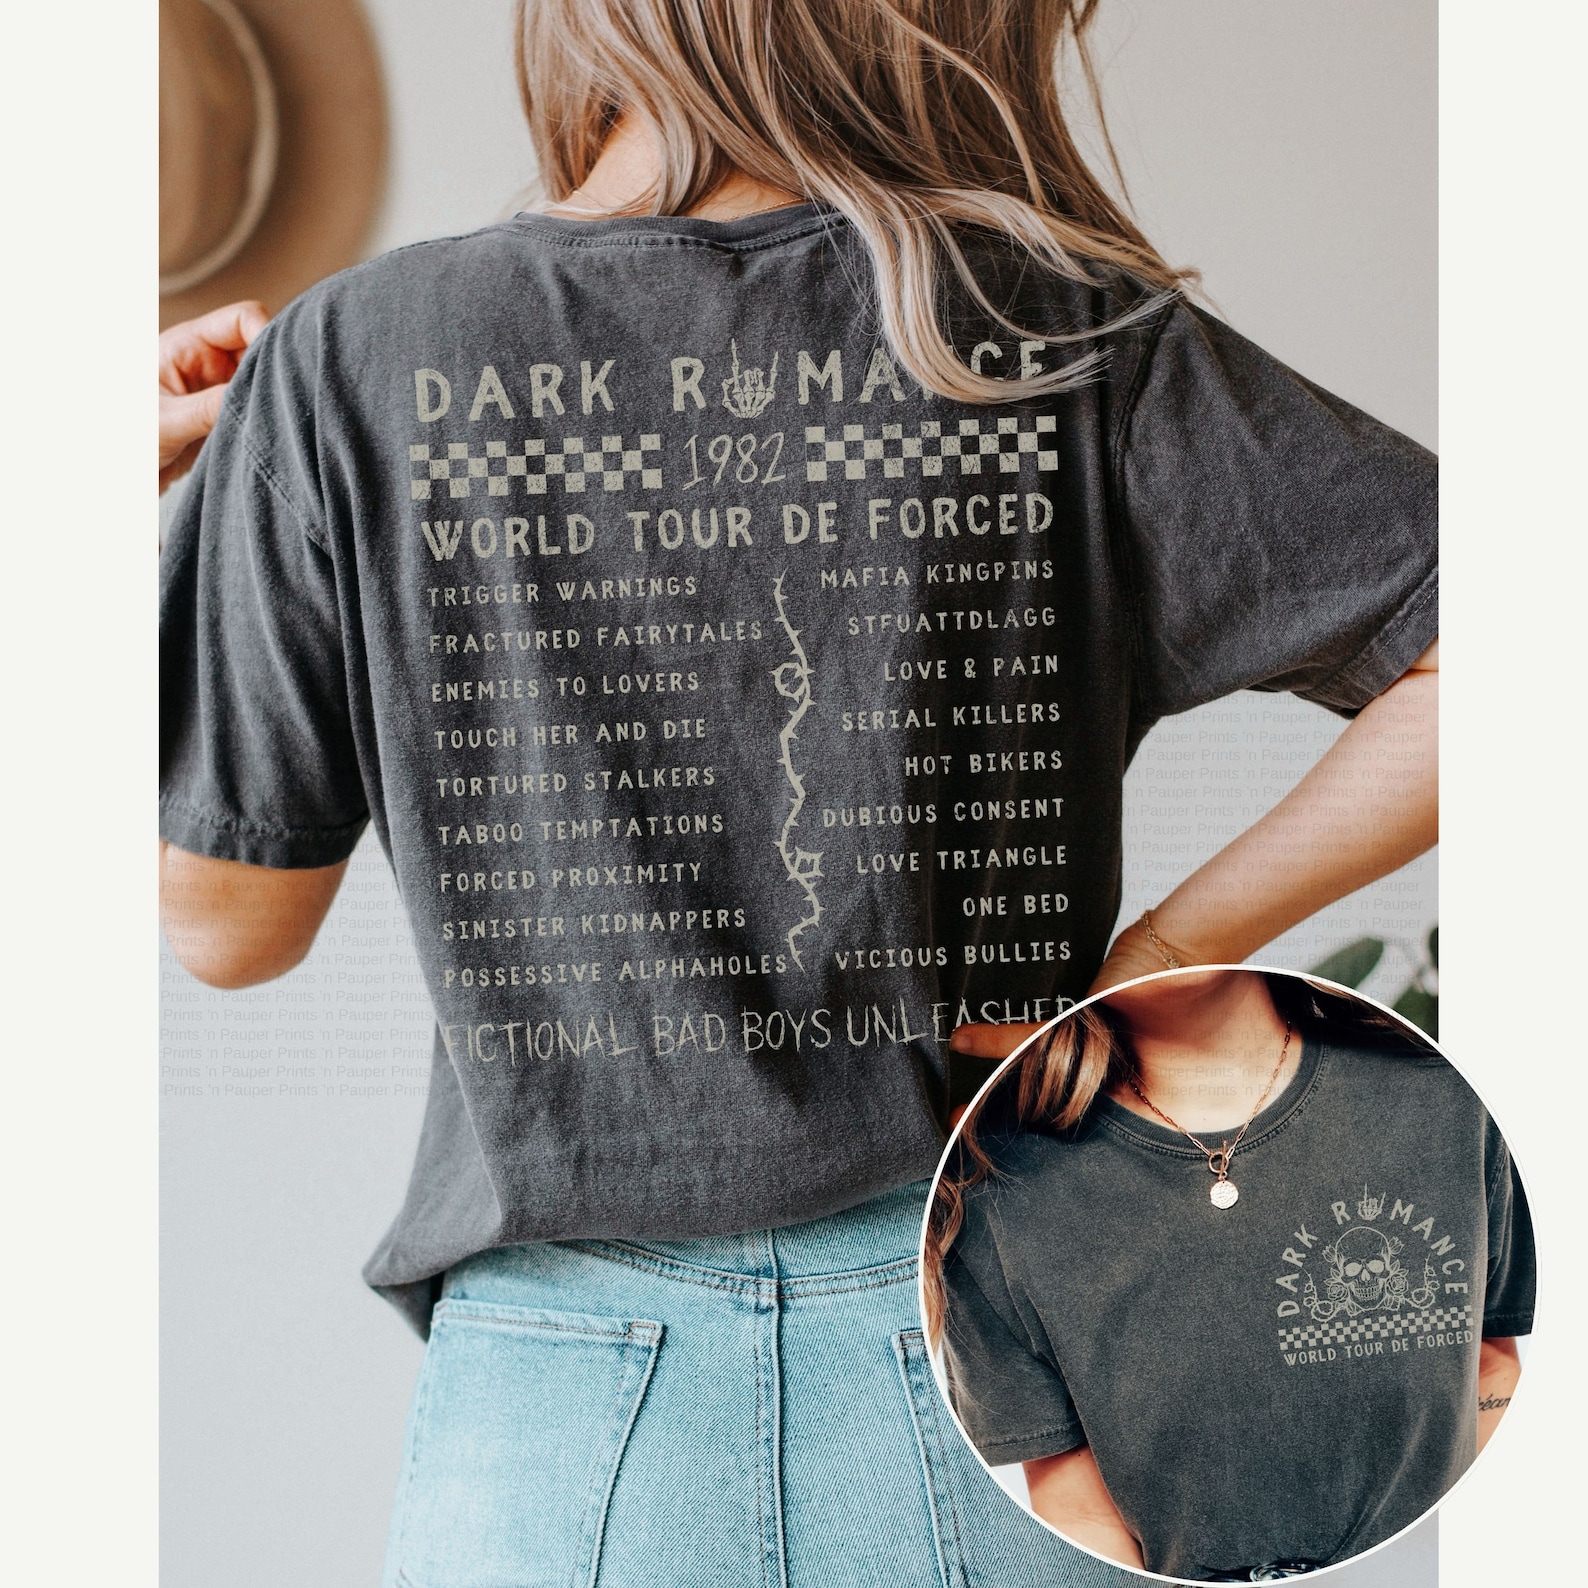 DARK ROMANCE
1982
WORLD TOUR DE FORCED
TRIGGER WARNINGS
FRACTURED FAIRYTALES
ENEMIES TO LOVERS
TOUCH HER AND DIE
TORTURED STALKERS
TABOO TEMPTATIONS
FORCED PROXIMITY
SINISTER KIDNAPPERS
POSSESSIVE ALPHAHOLES
MAFIA KINGPINS
STFUATTDLAGG
LOVE & PAIN
SERIAL KILLERS
HOT BIKERS
DUBIOUS CONSENT
LOVE TRIANGLE
ONE BED
VICIOUS BULLIES
FICTIONAL BAD BOYS UNLEASHED
DARK ROMANCE
WORLD TOUR DE FORCED
Prints 'n Pauper